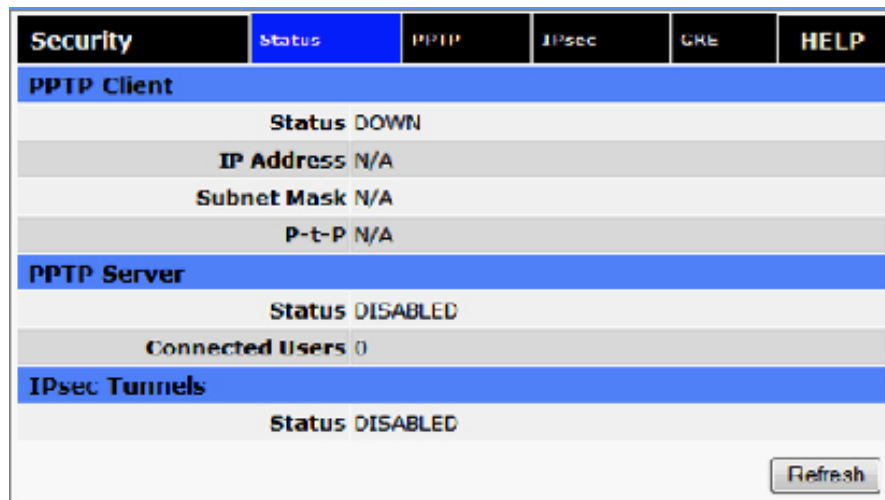 Security Status PPTP IPsec GRE HELP
PPTP Client
Status DOWN
IP Address N/A
Subnet Mask N/A
P-t-P N/A
PPTP Server
Status DISABLED
Connected Users 0
IPsec Tunnels
Status DISABLED
Refresh